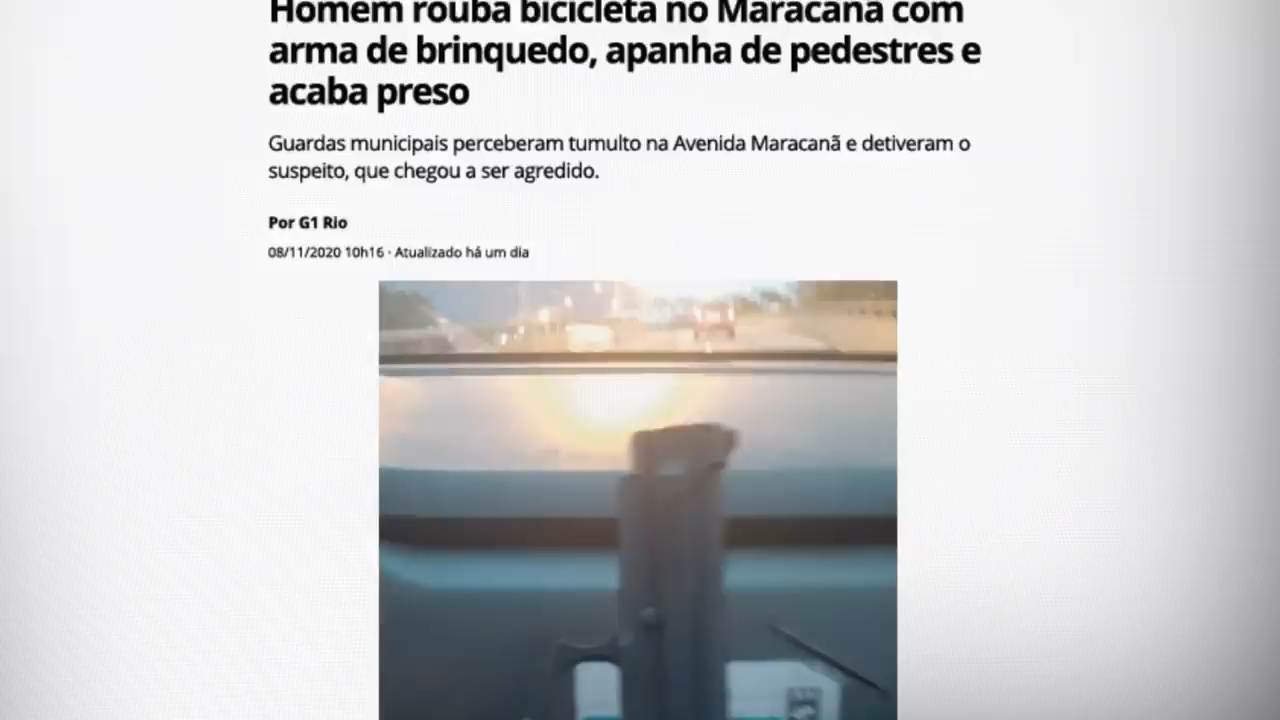 Homem rouba bicicleta no Maracanã com
arma de brinquedo, apanha de pedestres e
acaba preso
Guardas municipais perceberam tumulto na Avenida Maracanã e detiveram o
suspeito, que chegou a ser agredido.
Por G1 Rio
08/11/2020 10h16 · Atualizado há um dia